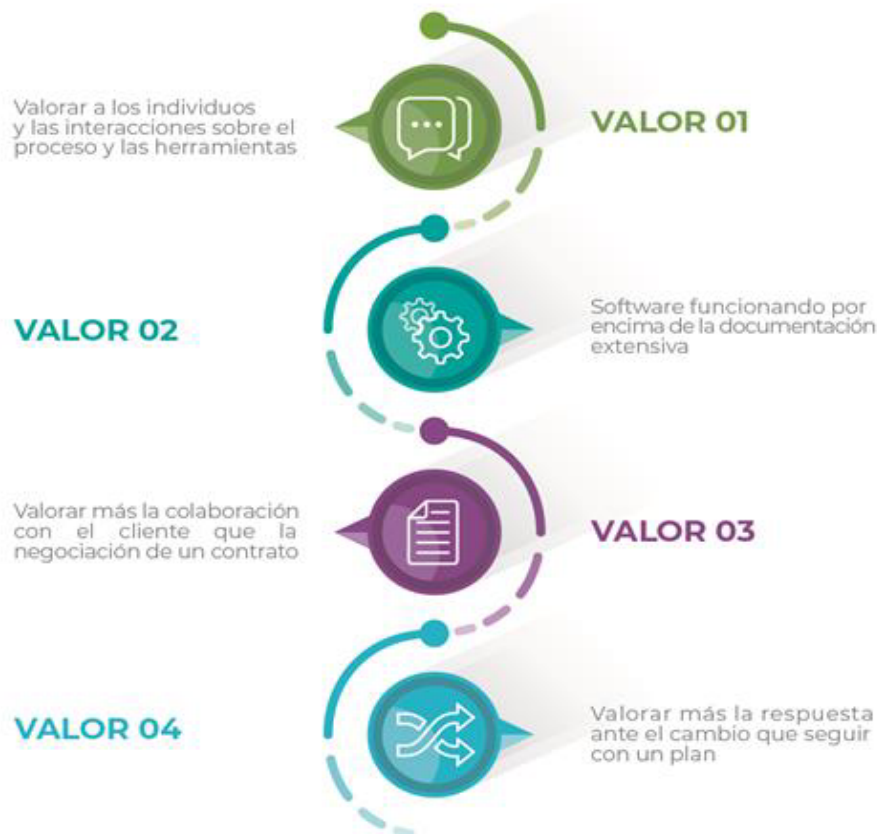 Valorar a los individuos
y las interacciones sobre el
proceso y las herramientas
VALOR 01
VALOR 02
Software funcionando por
encima de la documentación
extensiva
Valorar más la colaboración
con el cliente que la
negociación de un contrato
VALOR 03
VALOR 04
Valorar más la respuesta
ante el cambio que seguir
con un plan